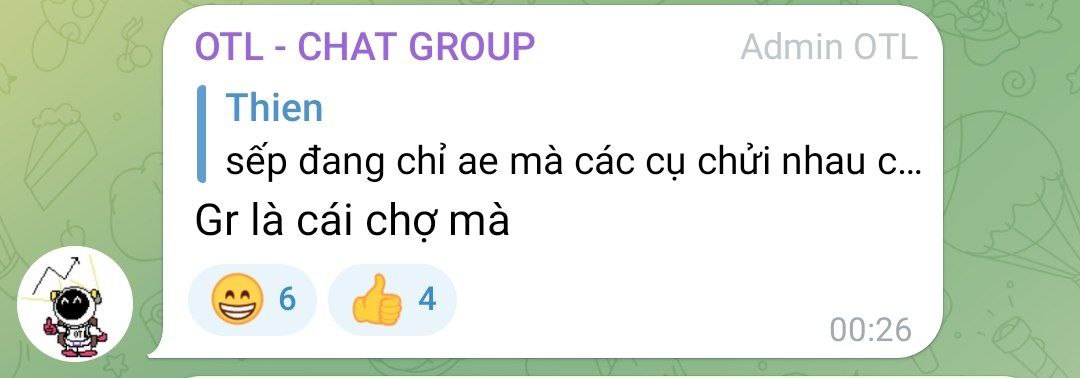 OTL - CHAT GROUP Admin OTL
Thien
sếp đang chỉ ae mà các cụ chửi nhau c...
Gr là cái chợ mà
😁 6 👍 4
00:26